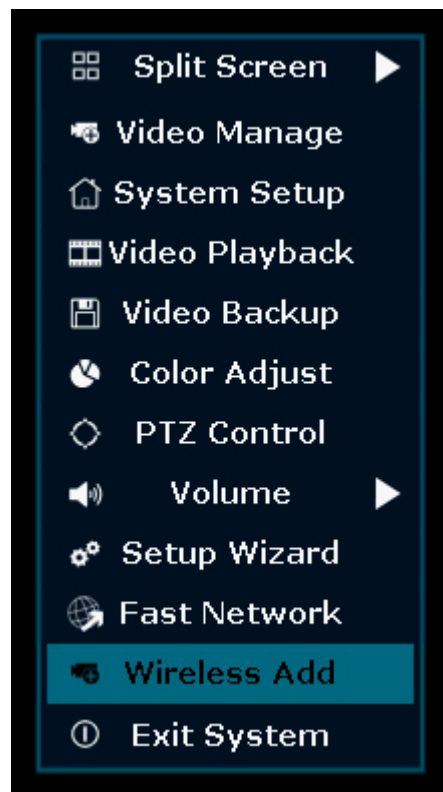 Split Screen
Video Manage
System Setup
Video Playback
Video Backup
Color Adjust
PTZ Control
Volume
Setup Wizard
Fast Network
Wireless Add
Exit System